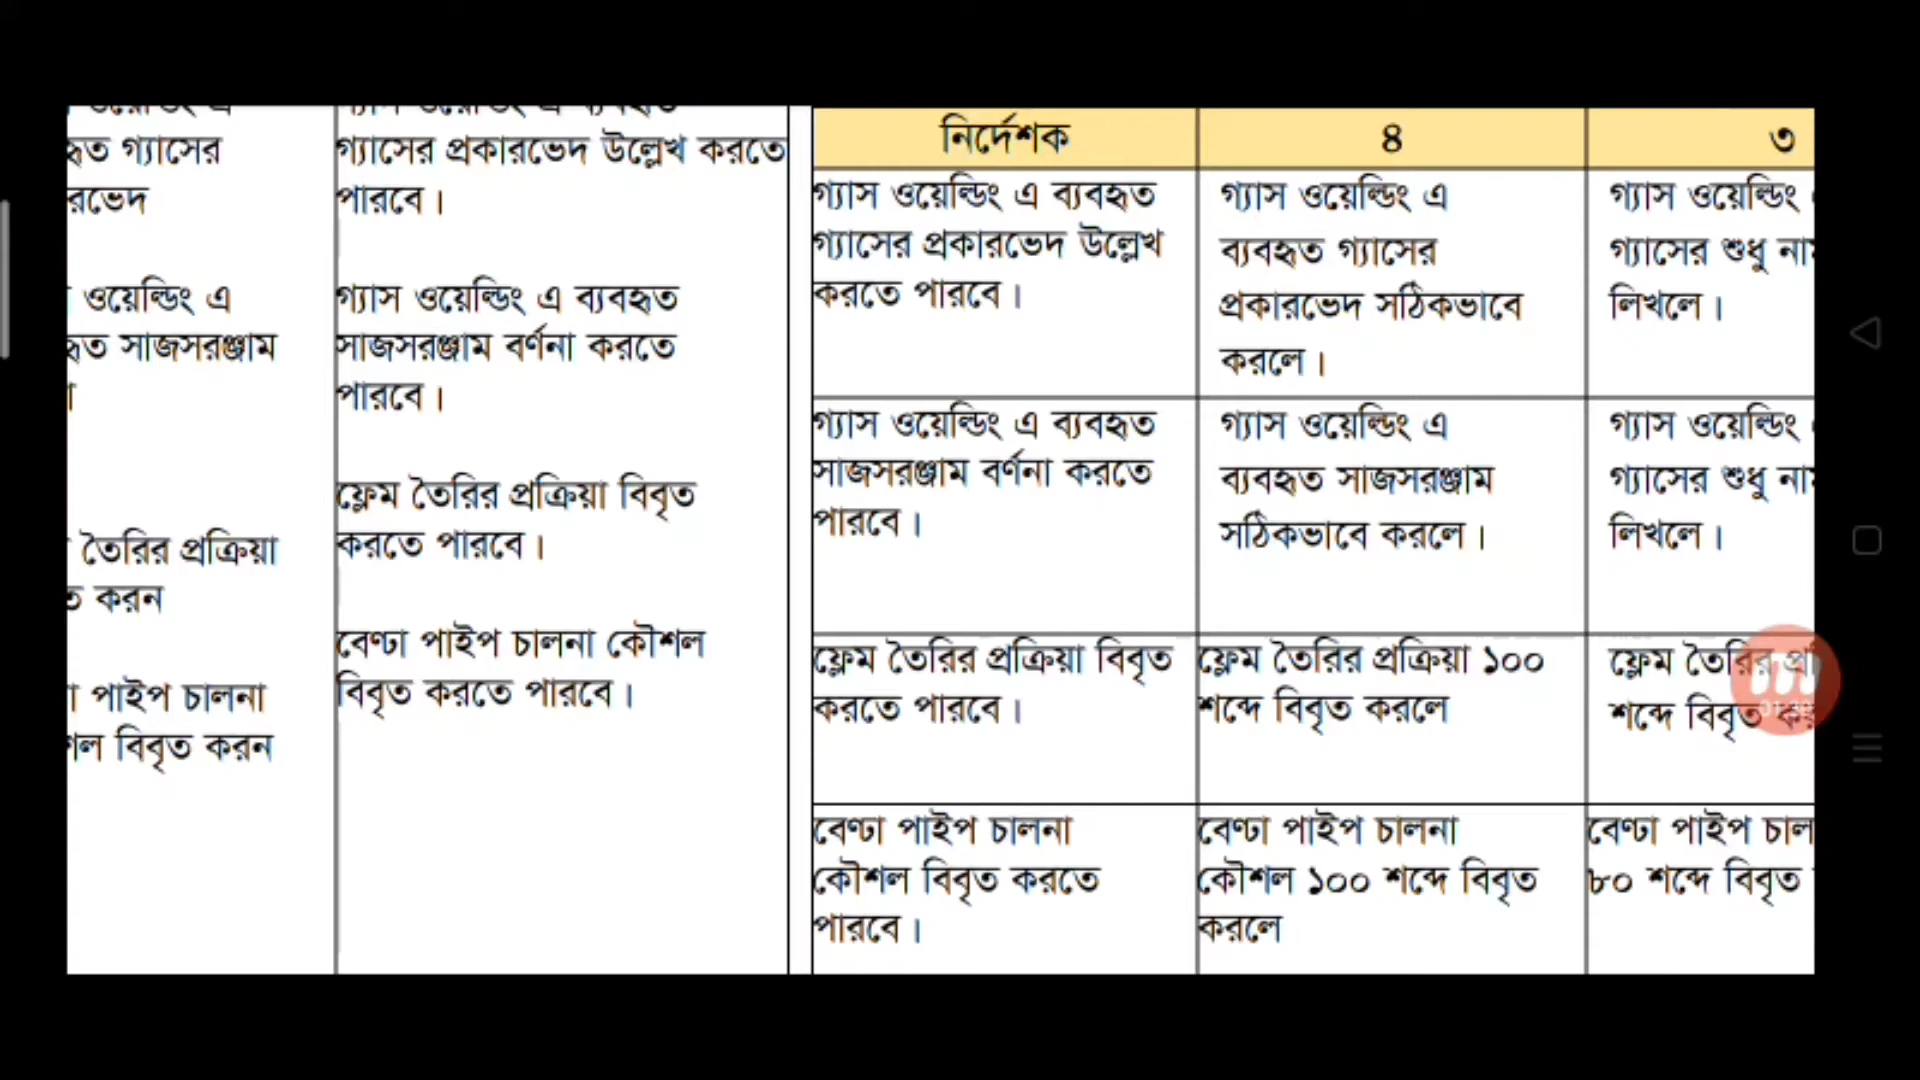 হৃত গ্যাসের
রভেদ
ওয়েল্ডিং এ
হৃত সাজসরঞ্জাম
তৈরির প্রক্রিয়া
ত করন
পাইপ চালনা
শল বিবৃত করন
গ্যাস ওয়েল্ডিং এ ব্যবহৃত
গ্যাসের প্রকারভেদ উল্লেখ করতে
পারবে।
গ্যাস ওয়েল্ডিং এ ব্যবহৃত
সাজসরঞ্জাম বর্ণনা করতে
পারবে।
ফ্লেম তৈরির প্রক্রিয়া বিবৃত
করতে পারবে।
বেণ্ঢা পাইপ চালনা কৌশল
বিবৃত করতে পারবে।
নির্দেশক ৪ ৩
গ্যাস ওয়েল্ডিং এ ব্যবহৃত
গ্যাসের প্রকারভেদ উল্লেখ
করতে পারবে।
গ্যাস ওয়েল্ডিং এ
ব্যবহৃত গ্যাসের
প্রকারভেদ সঠিকভাবে
করলে।
গ্যাস ওয়েল্ডিং
গ্যাসের শুধু নাম
লিখলে।
গ্যাস ওয়েল্ডিং এ ব্যবহৃত
সাজসরঞ্জাম বর্ণনা করতে
পারবে।
গ্যাস ওয়েল্ডিং এ
ব্যবহৃত সাজসরঞ্জাম
সঠিকভাবে করলে।
গ্যাস ওয়েল্ডিং
গ্যাসের শুধু নাম
লিখলে।
ফ্লেম তৈরির প্রক্রিয়া বিবৃত
করতে পারবে।
ফ্লেম তৈরির প্রক্রিয়া ১০০
শব্দে বিবৃত করলে
ফ্লেম তৈরির
শব্দে বিবৃত
বেণ্ঢা পাইপ চালনা
কৌশল বিবৃত করতে
পারবে।
বেণ্ঢা পাইপ চালনা
কৌশল ১০০ শব্দে বিবৃত
করলে
বেণ্ঢা পাইপ চাল
৮০ শব্দে বিবৃত